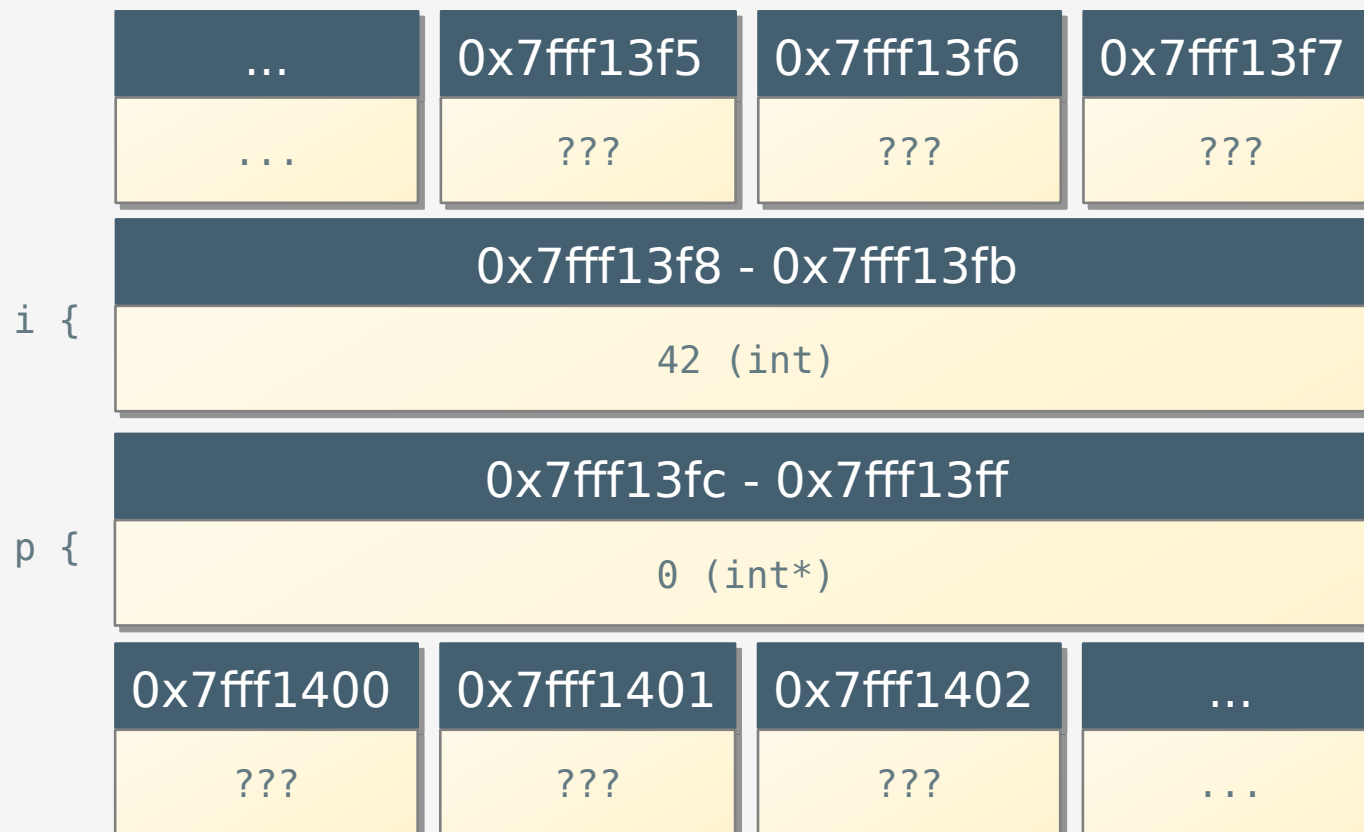 ... 0x7fff13f5 0x7fff13f6 0x7fff13f7
... ??? ??? ???
0x7fff13f8 - 0x7fff13fb
i {
42 (int)
0x7fff13fc - 0x7fff13ff
p {
0 (int*)
0x7fff1400 0x7fff1401 0x7fff1402 ...
??? ??? ??? ...